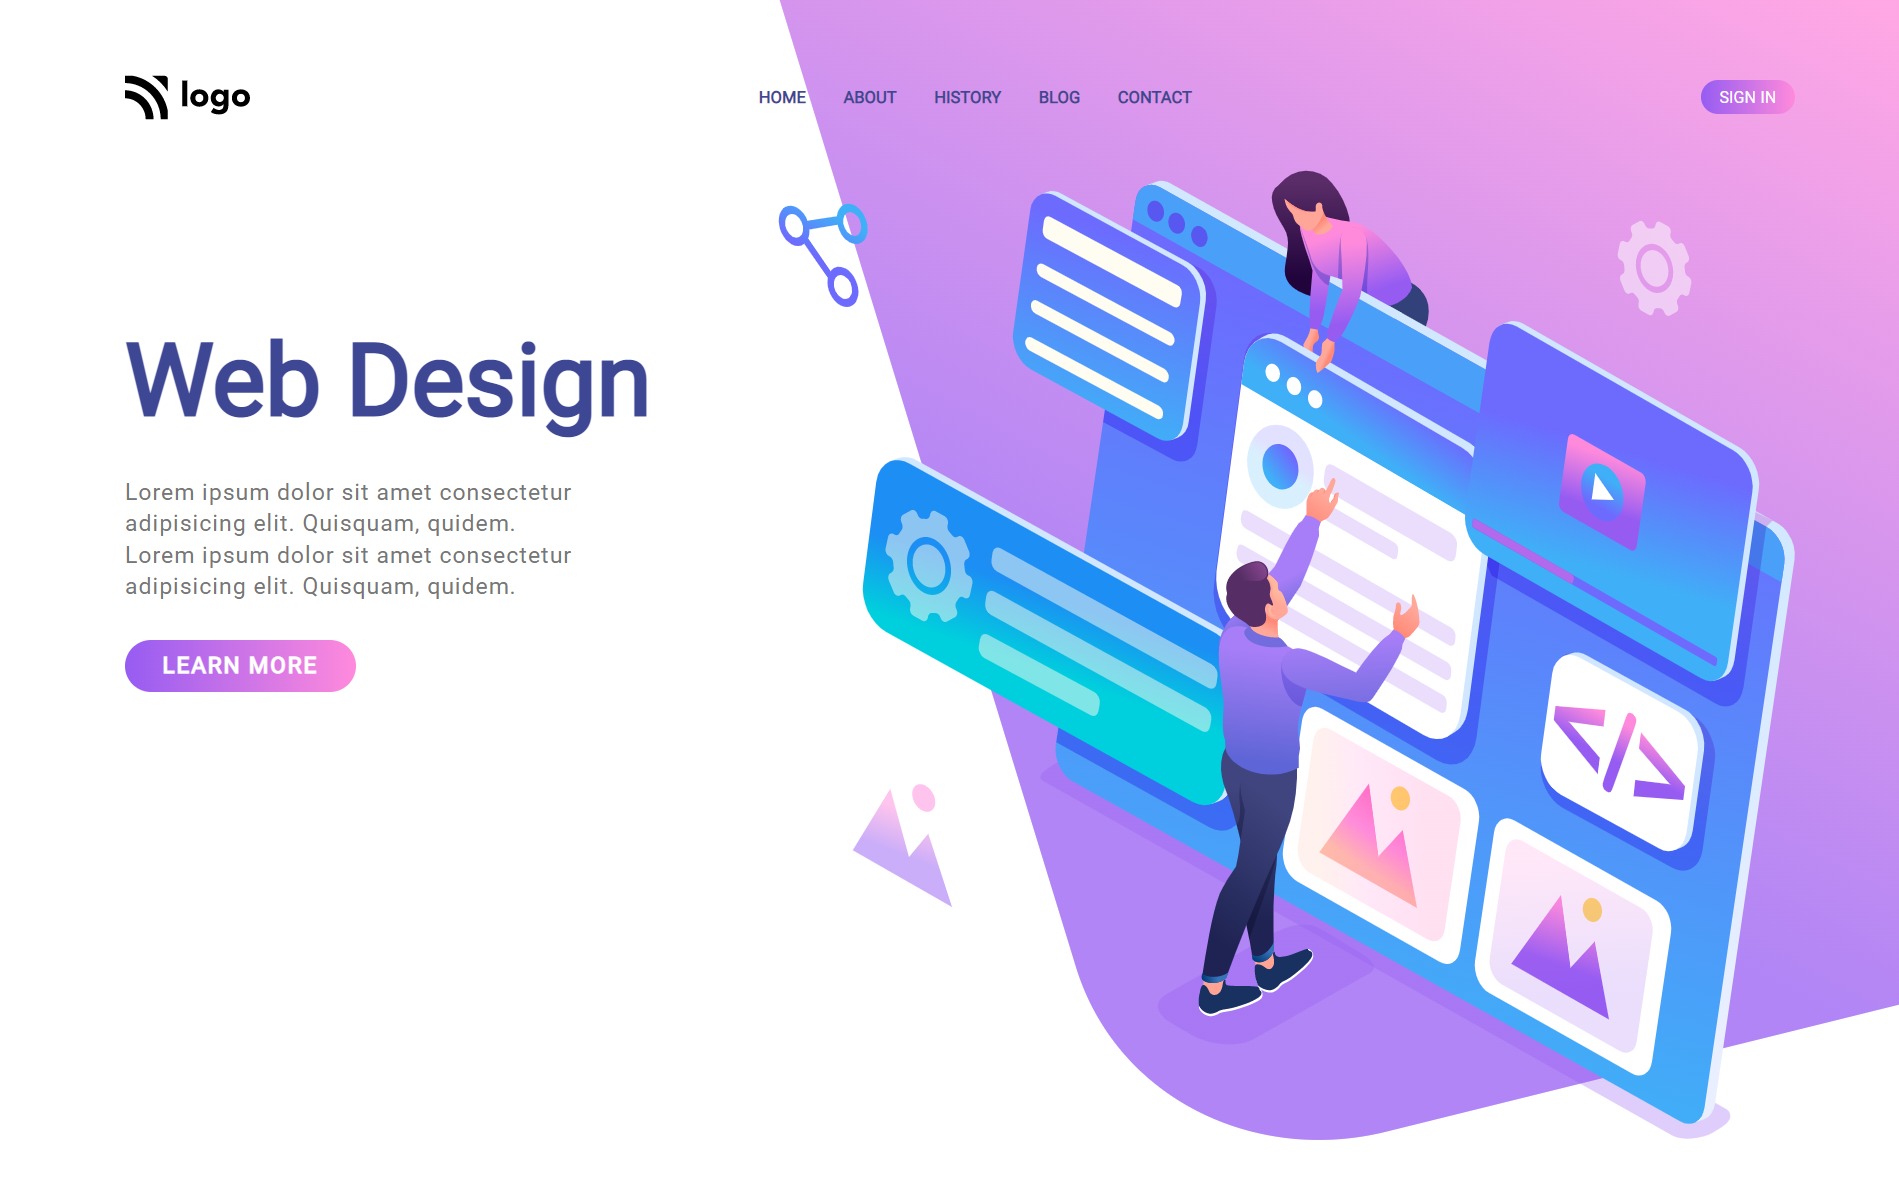 logo
HOME ABOUT HISTORY BLOG CONTACT
SIGN IN
Web Design
Lorem ipsum dolor sit amet consectetur
adipisicing elit. Quisquam, quidem.
Lorem ipsum dolor sit amet consectetur
adipisicing elit. Quisquam, quidem.
LEARN MORE
</>